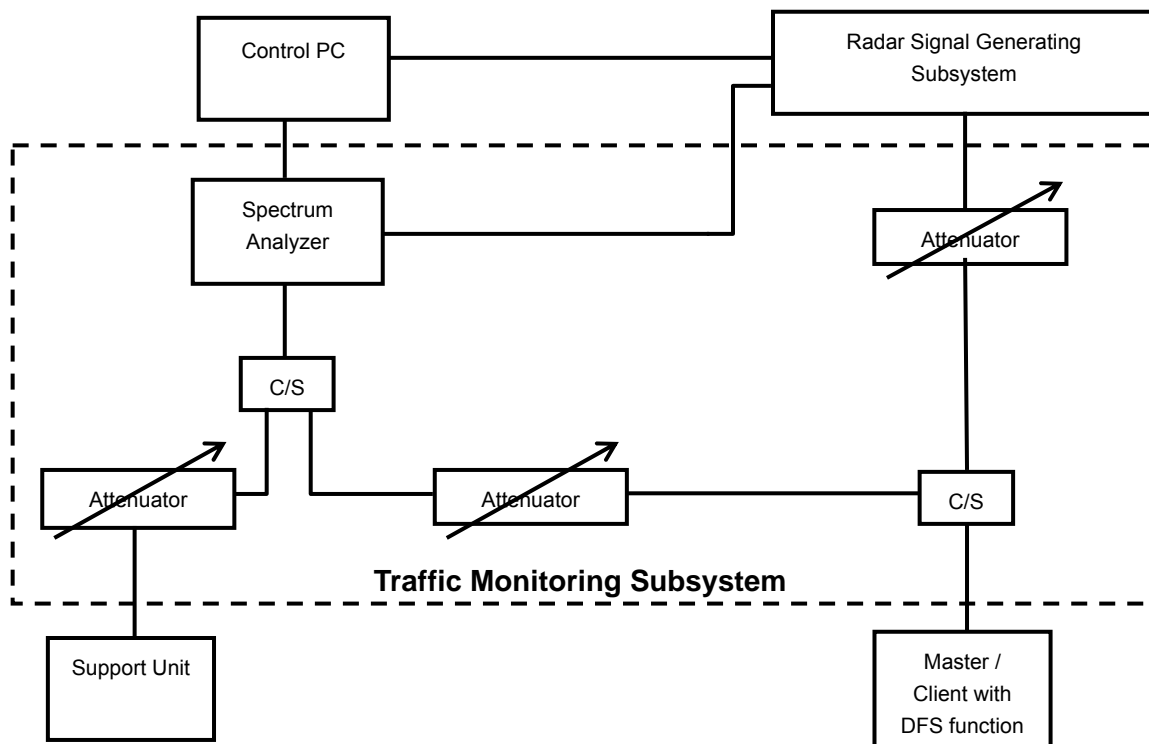 Control PC
Radar Signal Generating
Subsystem
Spectrum
Analyzer
Attenuator
C/S
Attenuator
Attenuator
C/S
Traffic Monitoring Subsystem
Support Unit
Master /
Client with
DFS function